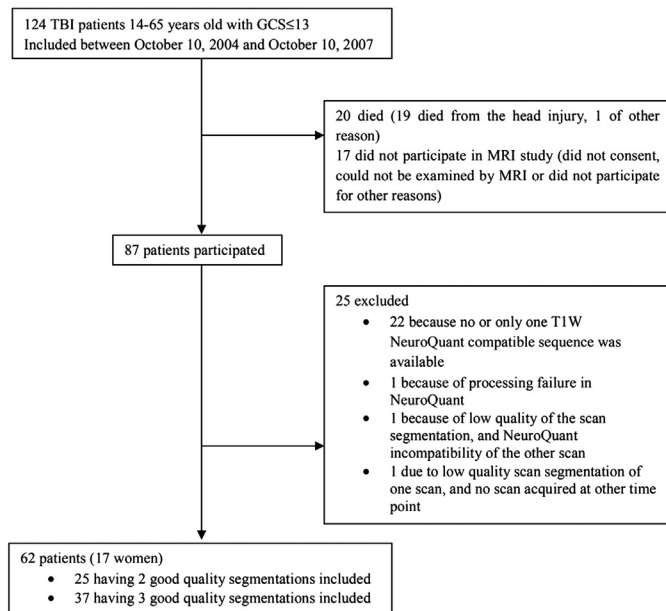 124 TBI patients 14-65 years old with GCS≤13
Included between October 10, 2004 and October 10, 2007
20 died (19 died from the head injury, 1 of other
reason)
17 did not participate in MRI study (did not consent,
could not be examined by MRI or did not participate
for other reasons)
87 patients participated
25 excluded
• 22 because no or only one T1W
NeuroQuant compatible sequence was
available
• 1 because of processing failure in
NeuroQuant
• 1 because of low quality of the scan
segmentation, and NeuroQuant
incompatibility of the other scan
• 1 due to low quality scan segmentation of
one scan, and no scan acquired at other time
point
62 patients (17 women)
• 25 having 2 good quality segmentations included
• 37 having 3 good quality segmentations included